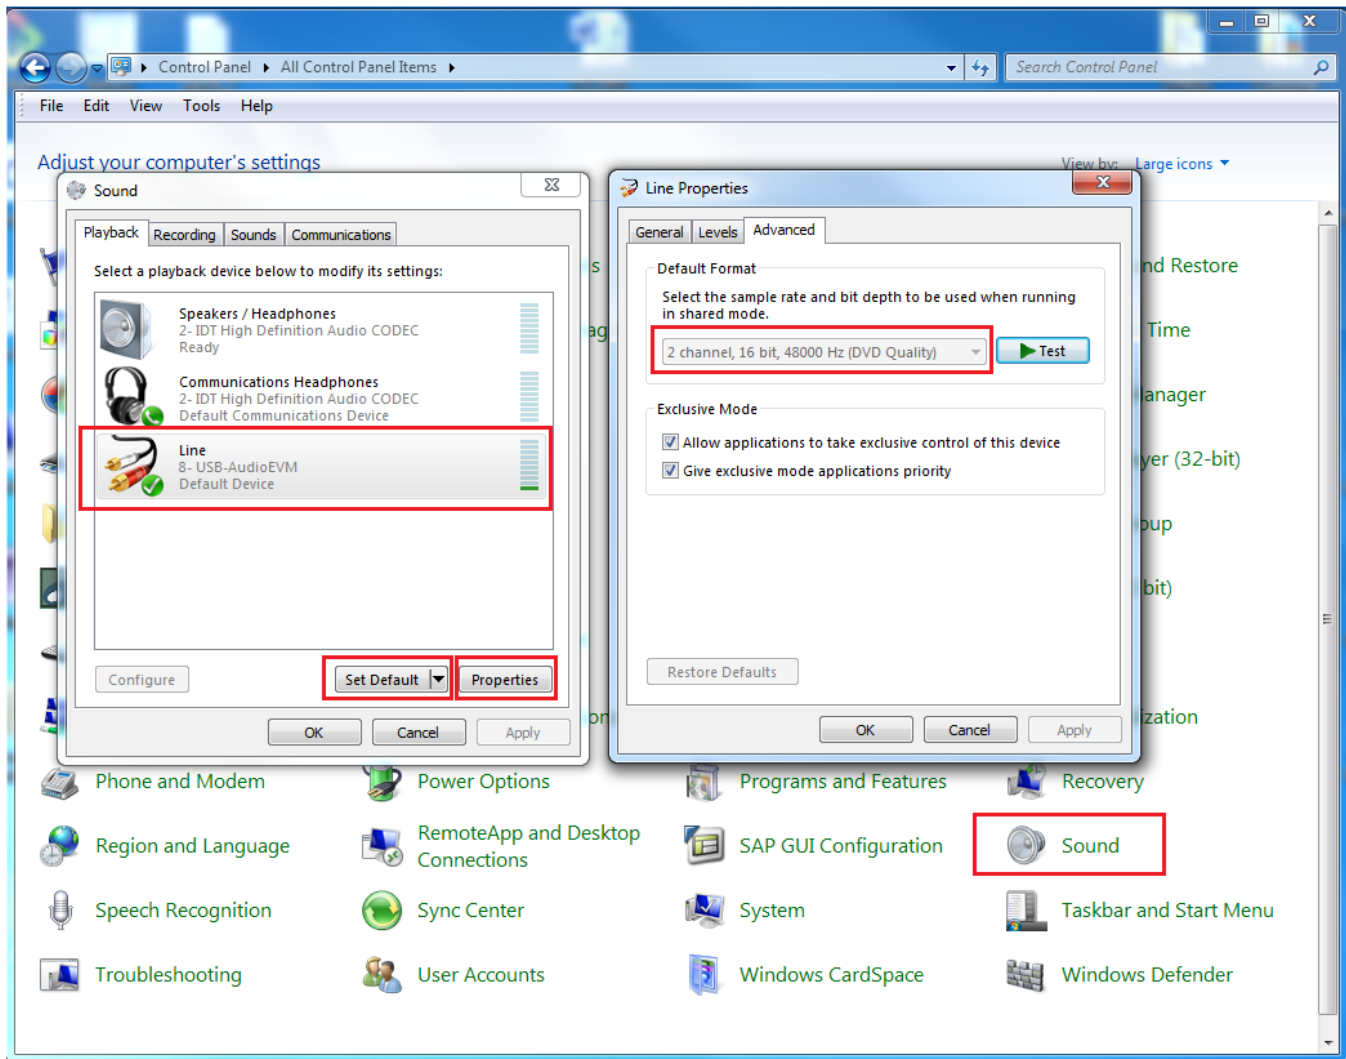 Control Panel ▸ All Control Panel Items ▸
Search Control Panel
File Edit View Tools Help
Adjust your computer's settings
View by: Large icons
Sound
Playback Recording Sounds Communications
Select a playback device below to modify its settings:
Speakers / Headphones
2- IDT High Definition Audio CODEC
Ready
Communications Headphones
2- IDT High Definition Audio CODEC
Default Communications Device
Line
8- USB-AudioEVM
Default Device
Configure
Set Default
Properties
OK Cancel Apply
Line Properties
General Levels Advanced
Default Format
Select the sample rate and bit depth to be used when running
in shared mode.
2 channel, 16 bit, 48000 Hz (DVD Quality)
Test
Exclusive Mode
Allow applications to take exclusive control of this device
Give exclusive mode applications priority
Restore Defaults
OK Cancel Apply
s
nd Restore
ag
Time
anager
yer (32-bit)
oup
bit)
on
zation
Phone and Modem
Power Options
Programs and Features
Recovery
Region and Language
RemoteApp and Desktop
Connections
SAP GUI Configuration
Sound
Speech Recognition
Sync Center
System
Taskbar and Start Menu
Troubleshooting
User Accounts
Windows CardSpace
Windows Defender